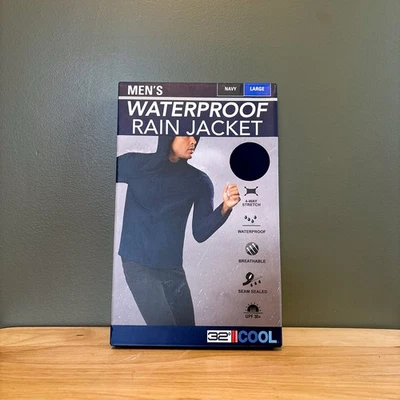 MEN'S
NAVY
LARGE
WATERPROOF
RAIN JACKET
4-WAY
STRETCH
WATERPROOF
BREATHABLE
SEAM SEALED
UPF 30+
32° COOL